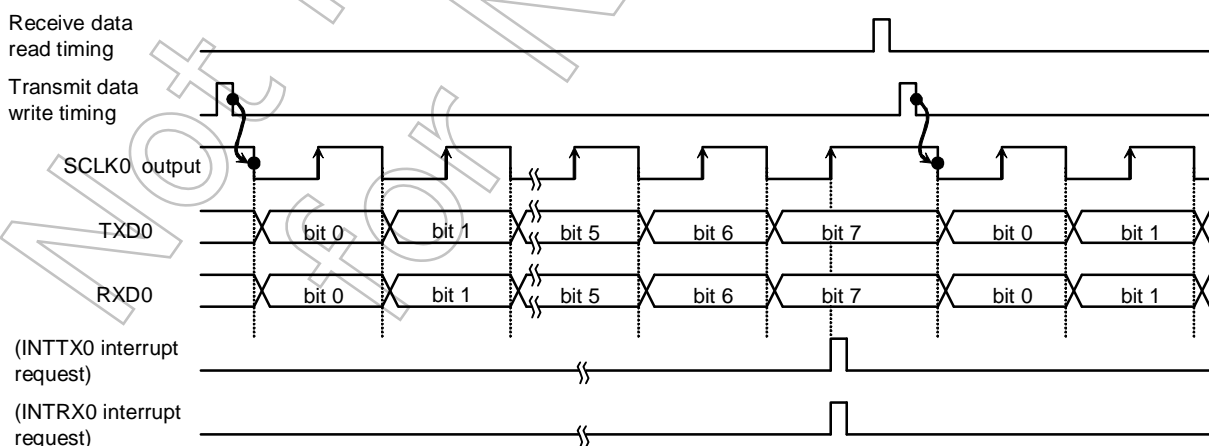 Receive data
read timing
Transmit data
write timing
SCLK0 output
TXD0 bit 0 bit 1 bit 5 bit 6 bit 7 bit 0 bit 1
RXD0 bit 0 bit 1 bit 5 bit 6 bit 7 bit 0 bit 1
(INTTX0 interrupt
request)
(INTRX0 interrupt
request)
Not
for